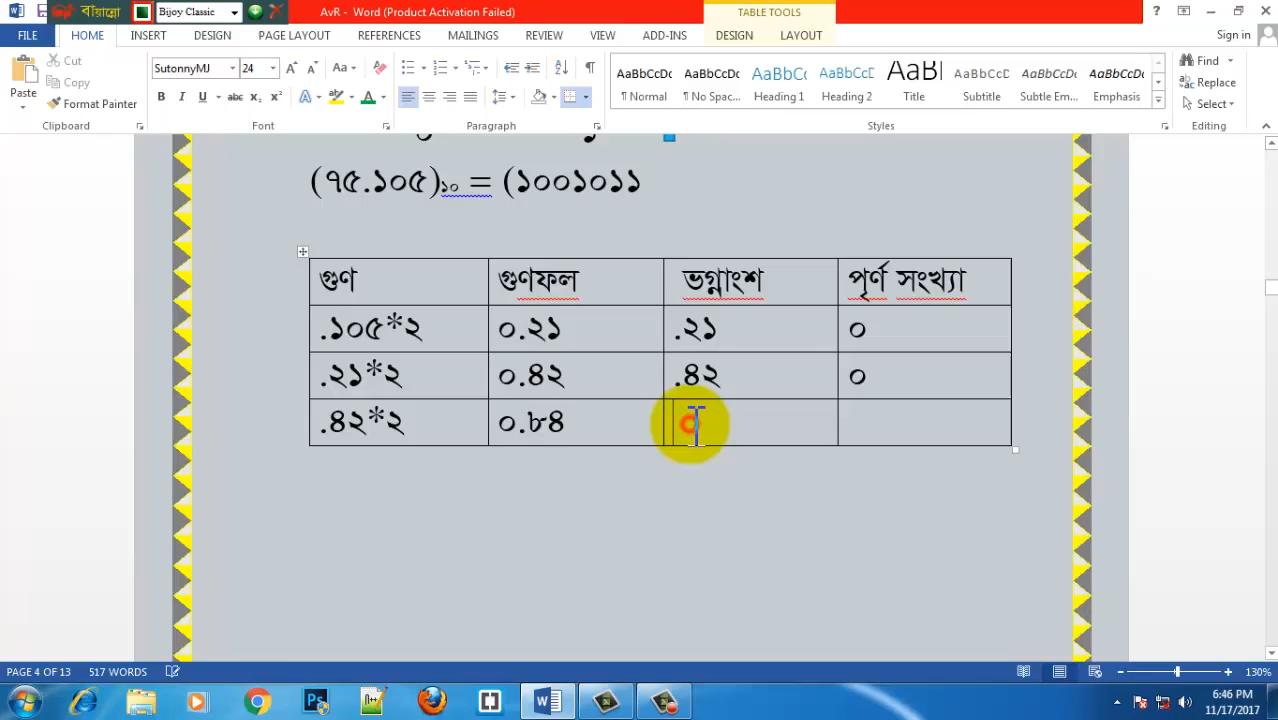 বায়ান্নো Bijoy Classic AvR - Word (Product Activation Failed) TABLE TOOLS ?
FILE HOME INSERT DESIGN PAGE LAYOUT REFERENCES MAILINGS REVIEW VIEW ADD-INS DESIGN LAYOUT Sign in
Paste Cut Copy Format Painter
SutonnyMJ 24
AaBbCcDc AaBbCcDc AaBbCc AaBbCcC AaBl AaBbCcD AaBbCcDc AaBbCcDc
¶ Normal ¶ No Spac... Heading 1 Heading 2 Title Subtitle Subtle Em... Emphasis
Find Replace Select
Clipboard Font Paragraph Styles Editing
(৭৫.১০৫)১০ = (১০০১০১১
গুণ গুণফল ভগ্নাংশ পূর্ণ সংখ্যা
.১০৫*২ ০.২১ .২১ ০
.২১*২ ০.৪২ .৪২ ০
.৪২*২ ০.৮৪
PAGE 4 OF 13 517 WORDS 130%
6:46 PM
11/17/2017